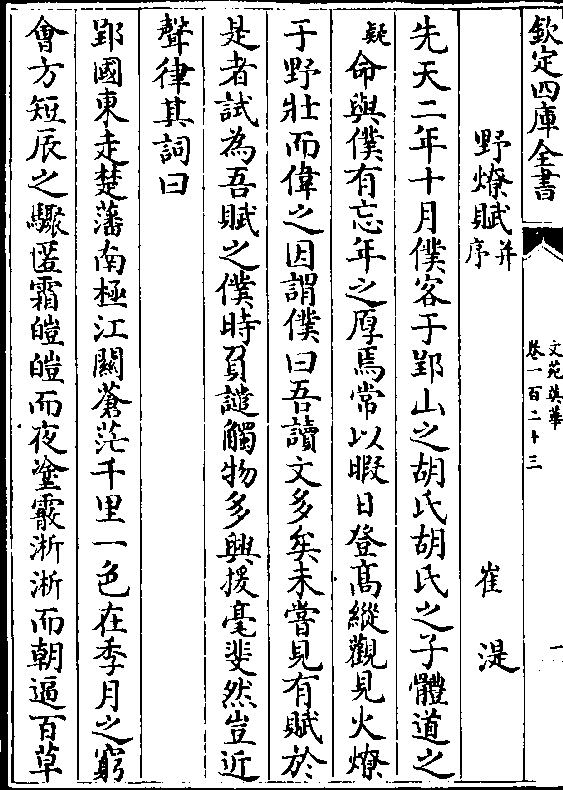 欽定四庫全書
文苑英華
卷一百二十三
一
野燎賦并序
崔湜
先天二年十月僕客于郢山之胡氏胡氏之子體道之
疑命與僕有忘年之厚焉常以暇日登髙縱觀見火燎
于野壯而偉之因謂僕曰吾讀文多矣未嘗見有賦於
是者試為吾賦之僕時負譴觸物多興援毫斐然豈近
聲律其詞曰
郢國東走楚藩南極江闗蒼茫千里一色在季月之窮
會方短辰之驟匿霜皚皚而夜塗霰淅淅而朝逼百草